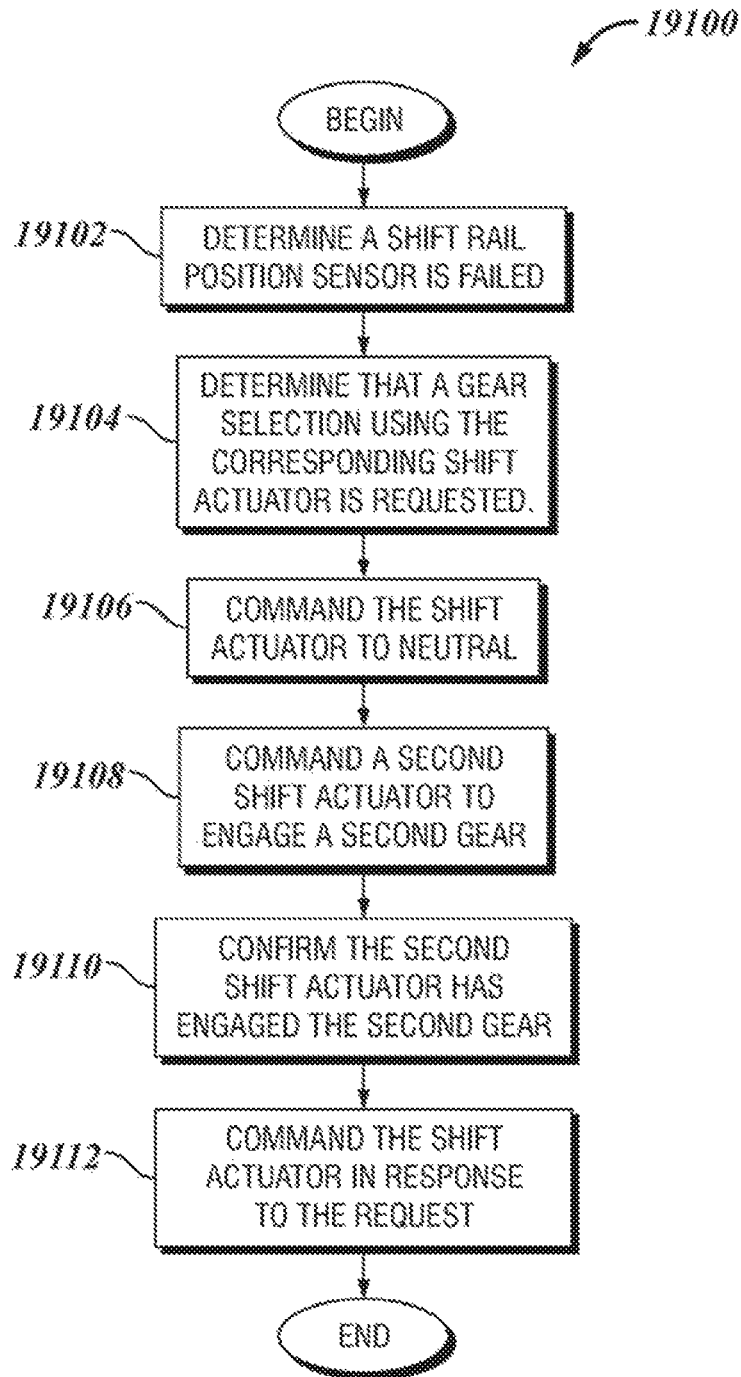 19100
BEGIN
19102
DETERMINE A SHIFT RAIL
POSITION SENSOR IS FAILED
19104
DETERMINE THAT A GEAR
SELECTION USING THE
CORRESPONDING SHIFT
ACTUATOR IS REQUESTED.
19106
COMMAND THE SHIFT
ACTUATOR TO NEUTRAL
19108
COMMAND A SECOND
SHIFT ACTUATOR TO
ENGAGE A SECOND GEAR
19110
CONFIRM THE SECOND
SHIFT ACTUATOR HAS
ENGAGED THE SECOND GEAR
19112
COMMAND THE SHIFT
ACTUATOR IN RESPONSE
TO THE REQUEST
END